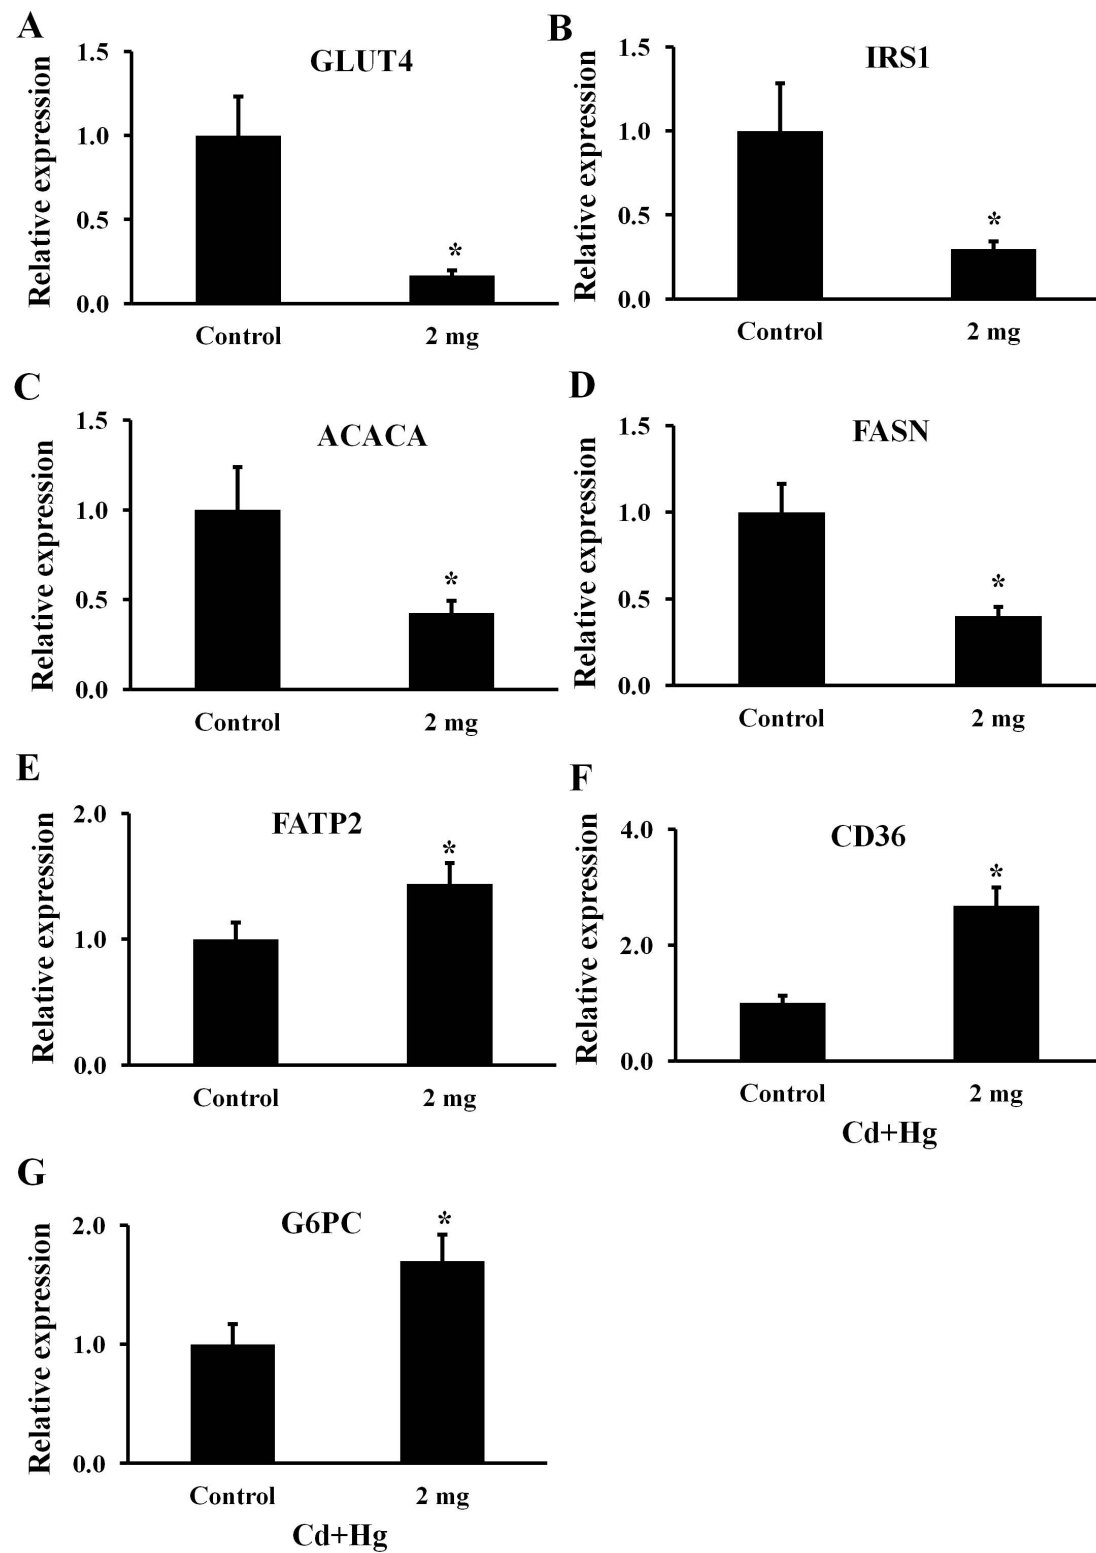 A
GLUT4
Relative expression
1.5
1.0
0.5
0.0
*
Control
2 mg
B
IRS1
Relative expression
1.5
1.0
0.5
0.0
*
Control
2 mg
C
ACACA
Relative expression
1.5
1.0
0.5
0.0
*
Control
2 mg
D
FASN
Relative expression
1.5
1.0
0.5
0.0
*
Control
2 mg
E
FATP2
Relative expression
2.0
1.0
0.0
*
Control
2 mg
F
CD36
Relative expression
4.0
2.0
0.0
*
Control
2 mg
Cd+Hg
G
G6PC
Relative expression
2.0
1.0
0.0
*
Control
2 mg
Cd+Hg